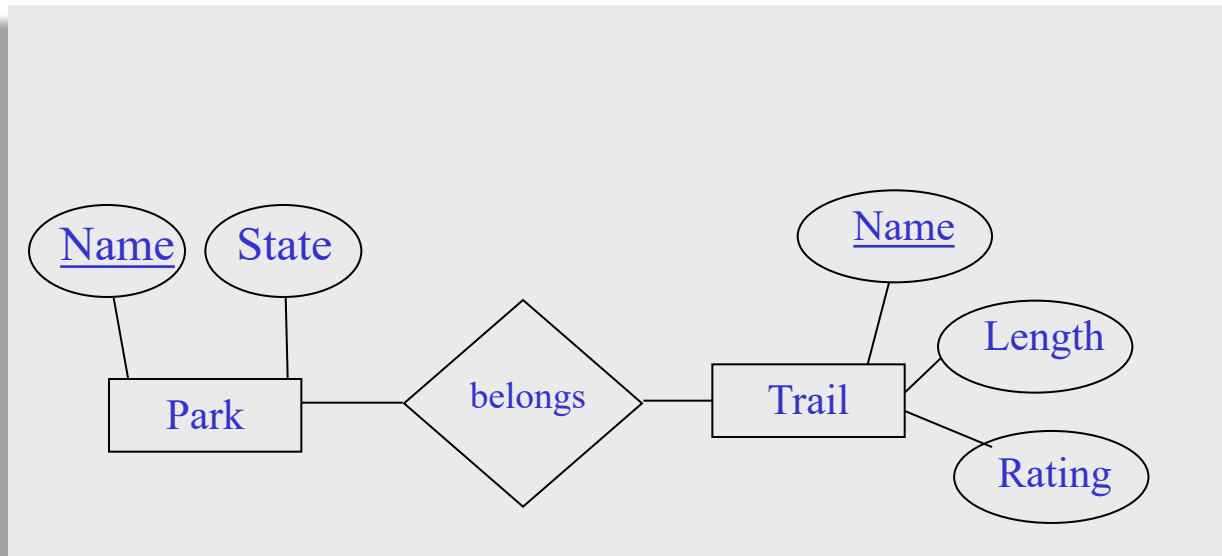 Name
State
Name
Length
belongs
Trail
Park
Rating